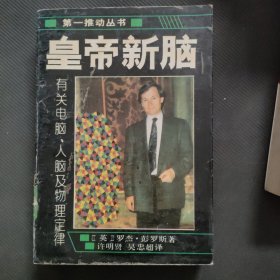 第一推动丛书
皇帝新脑
有关电脑、人脑及物理定律
[英]罗杰·彭罗斯著
许明贤 吴忠超译